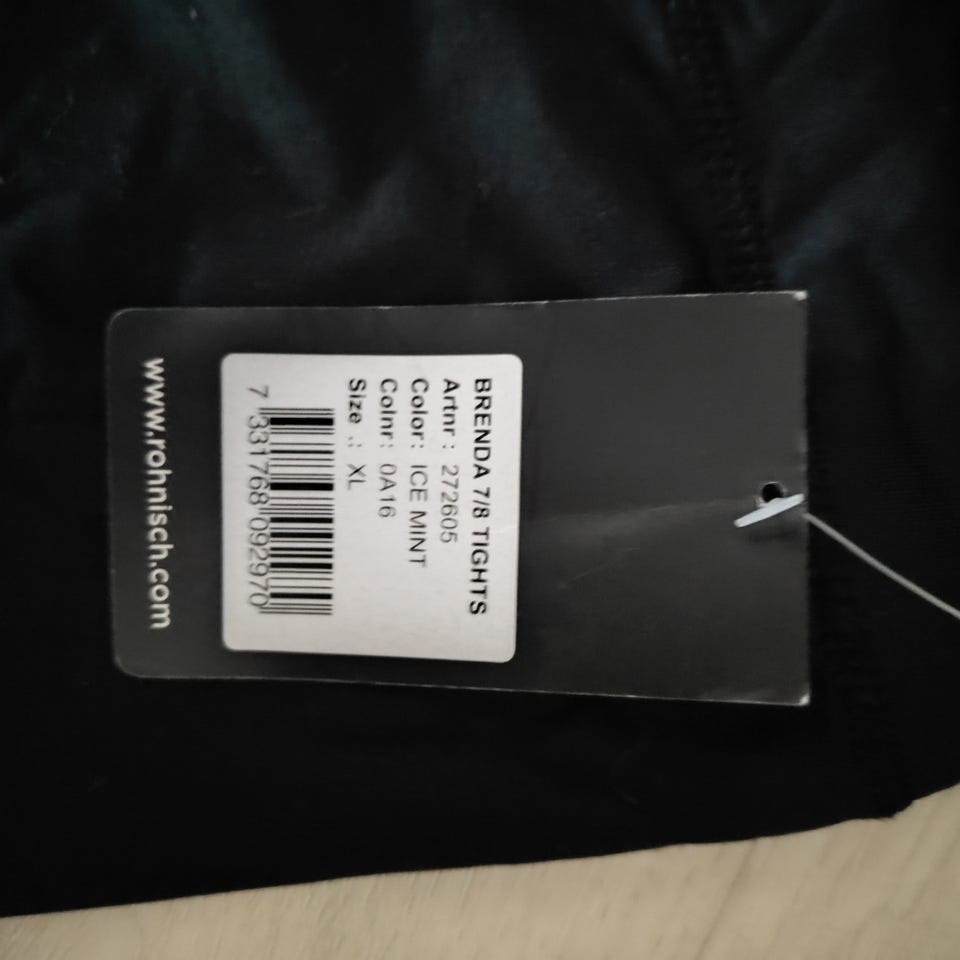 BRENDA 7/8 TIGHTS
Artnr : 272605
Color: ICE MINT
Colnr: 0A16
Size .: XL
7 331768 092970
www.rohnisch.com